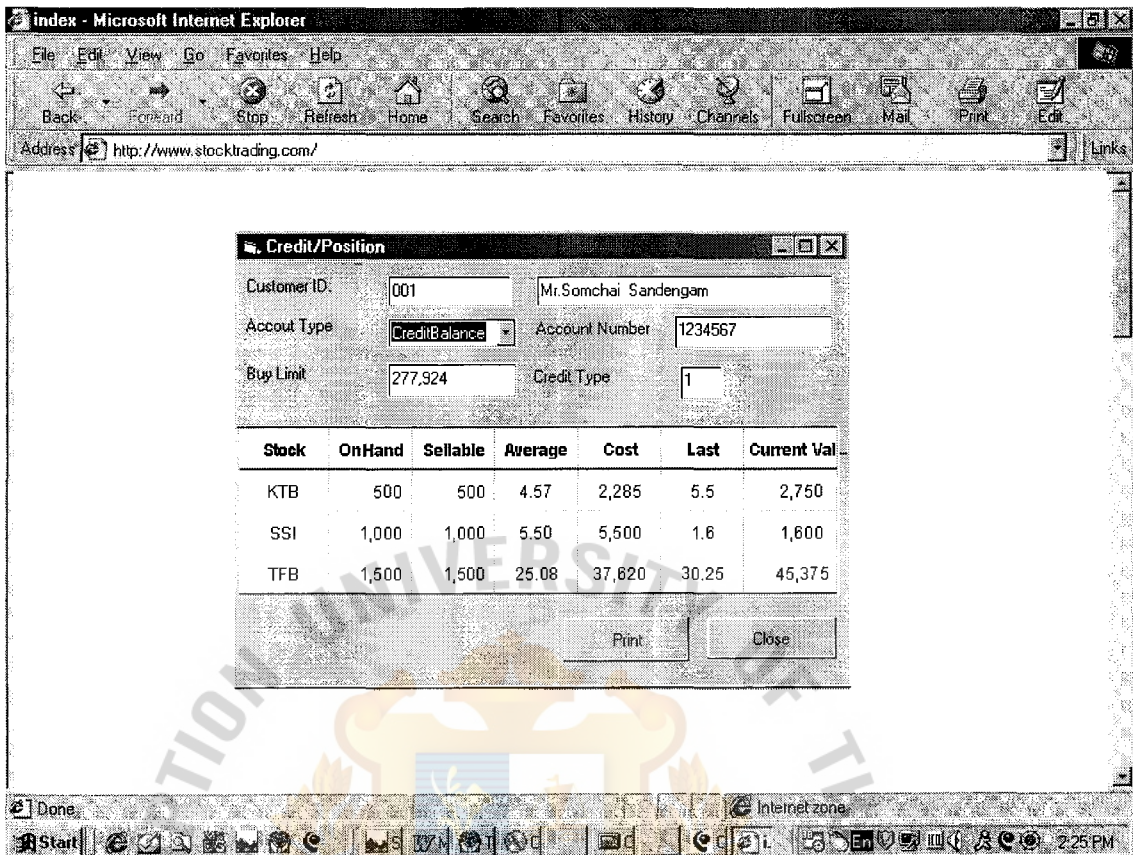 index - Microsoft Internet Explorer
File Edit View Go Favorites Help
Back Forward Stop Refresh Home Search Favorites History Channels Fullscreen Mail Print Edit
Address http://www.stocktrading.com/ Links
Credit/Position
Customer ID: 001 Mr.Somchai Sandengam
Accout Type CreditBalance Account Number 1234567
Buy Limit 277,924 Credit Type 1
Stock OnHand Sellable Average Cost Last Current Val
KTB 500 500 4.57 2,285 5.5 2,750
SSI 1,000 1,000 5.50 5,500 1.6 1,600
TFB 1,500 1,500 25.08 37,620 30.25 45,375
Print Close
Done Internet zone
Start En 2:25 PM